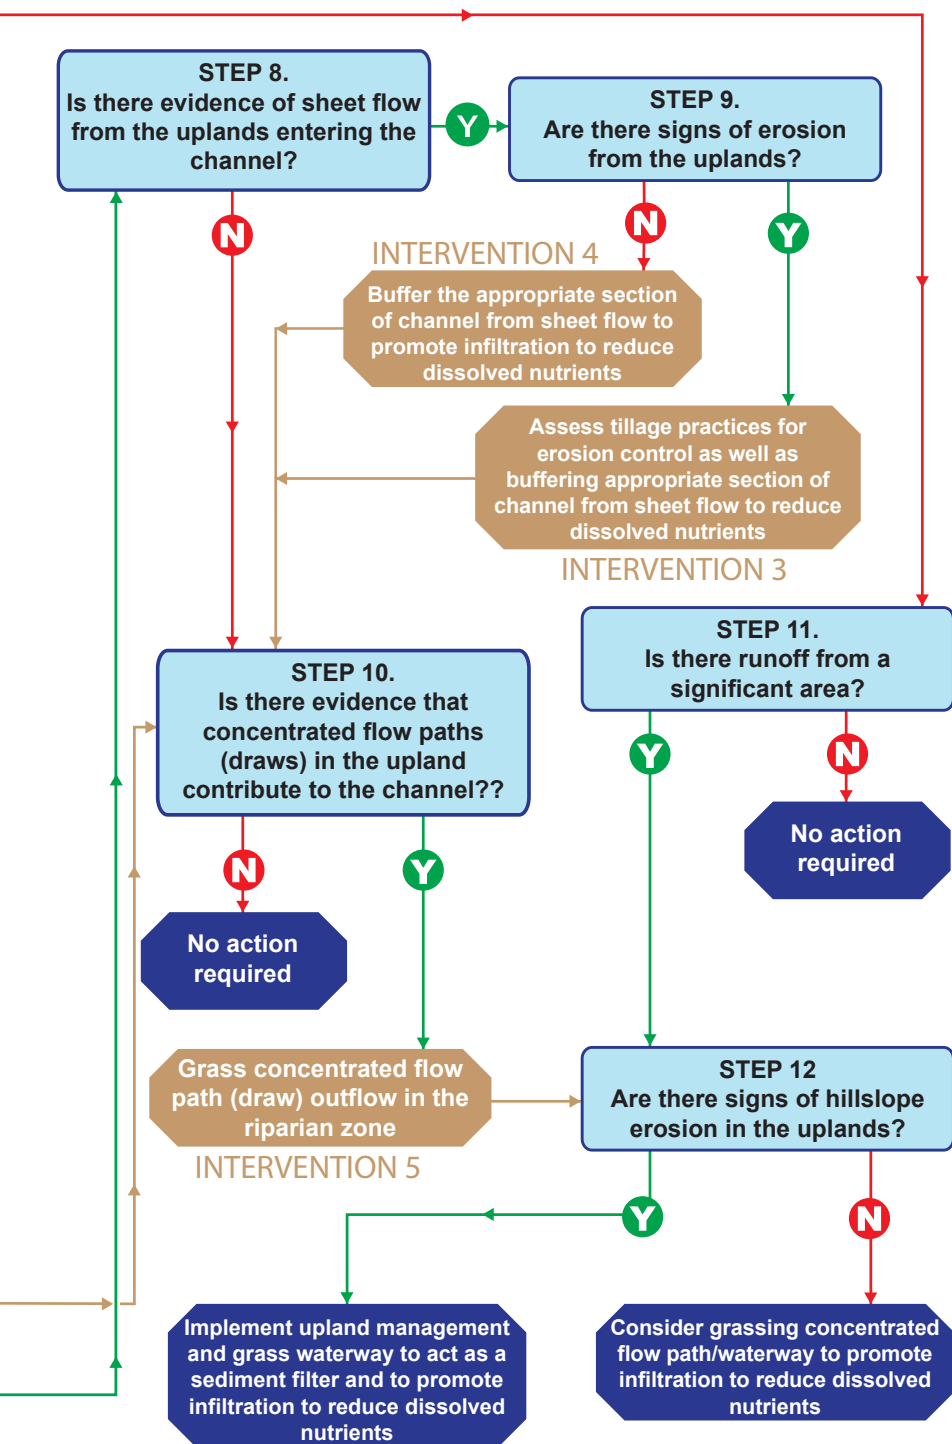 STEP 8.
Is there evidence of sheet flow
from the uplands entering the
channel?
Y
STEP 9.
Are there signs of erosion
from the uplands?
N
N
Y
INTERVENTION 4
Buffer the appropriate section
of channel from sheet flow to
promote infiltration to reduce
dissolved nutrients
Assess tillage practices for
erosion control as well as
buffering appropriate section of
channel from sheet flow to reduce
dissolved nutrients
INTERVENTION 3
STEP 10.
Is there evidence that
concentrated flow paths
(draws) in the upland
contribute to the channel??
STEP 11.
Is there runoff from a
significant area?
Y
N
No action
required
N
Y
No action
required
Grass concentrated flow
path (draw) outflow in the
riparian zone
INTERVENTION 5
STEP 12
Are there signs of hillslope
erosion in the uplands?
Y
N
Implement upland management
and grass waterway to act as a
sediment filter and to promote
infiltration to reduce dissolved
nutrients
Consider grassing concentrated
flow path/waterway to promote
infiltration to reduce dissolved
nutrients